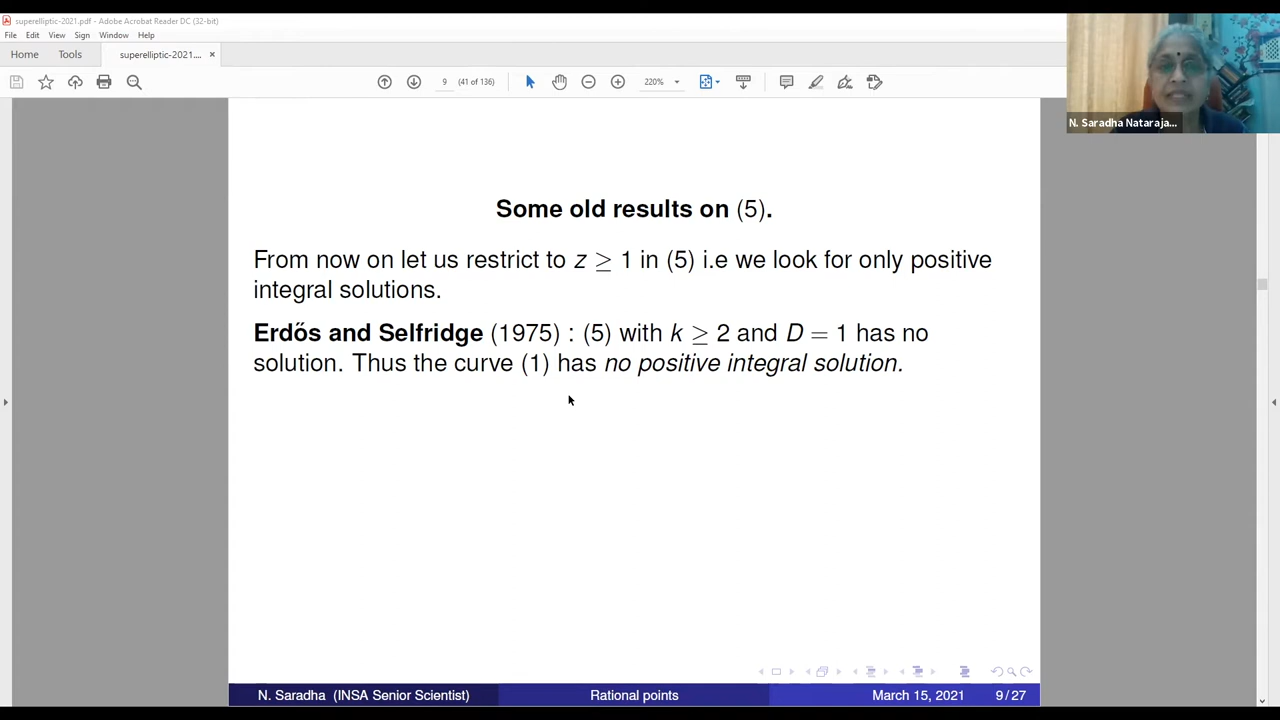 superelliptic-2021.pdf - Adobe Acrobat Reader DC (32-bit)
File Edit View Sign Window Help
Home Tools superelliptic-2021.... ×
9 (41 of 136) 220%
N. Saradha Nataraja...
Some old results on (5).
From now on let us restrict to z ≥ 1 in (5) i.e we look for only positive
integral solutions.
Erdős and Selfridge (1975) : (5) with k ≥ 2 and D = 1 has no
solution. Thus the curve (1) has no positive integral solution.
N. Saradha (INSA Senior Scientist) Rational points March 15, 2021 9/27